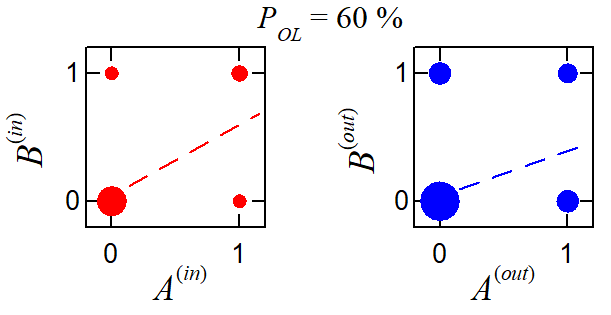 P_OL = 60 %
B^(in)
1
0
0 1
A^(in)
B^(out)
1
0
0 1
A^(out)